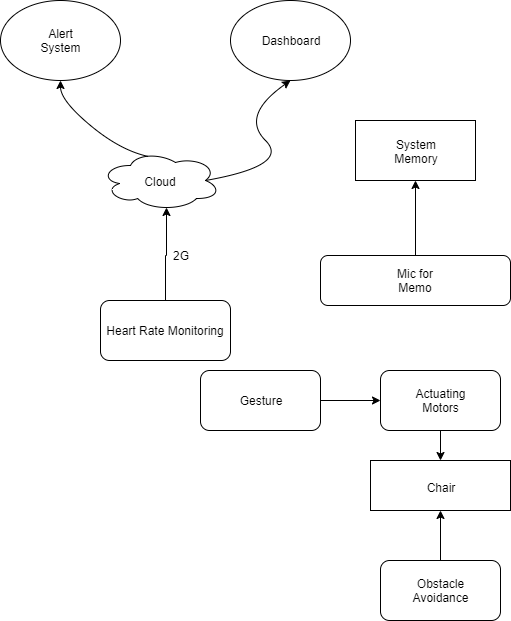 Alert
System
Dashboard
System
Memory
Cloud
2G
Mic for
Memo
Heart Rate Monitoring
Gesture
Actuating
Motors
Chair
Obstacle
Avoidance